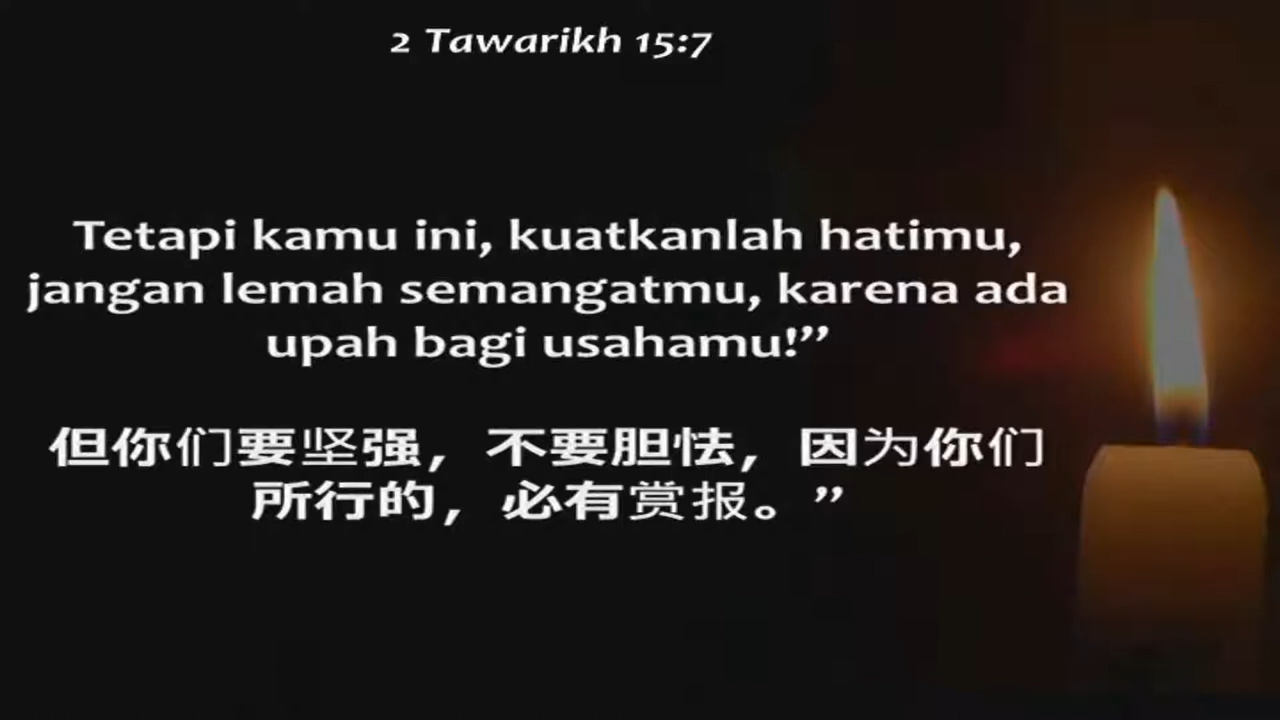 2 Tawarikh 15:7
Tetapi kamu ini, kuatkanlah hatimu,
jangan lemah semangatmu, karena ada
upah bagi usahamu!”
但你们要坚强，不要胆怯，因为你们
所行的，必有赏报。”